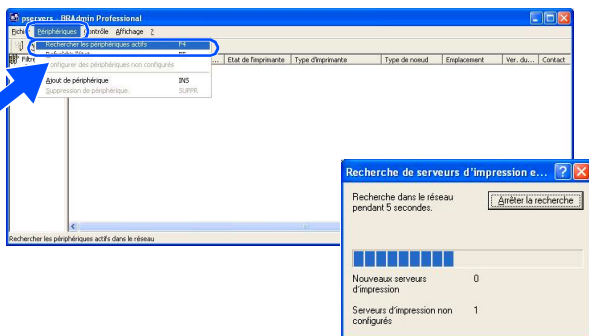 pservers - BRAdmin Professional
Fichier Périphériques Contrôle Affichage ?
Rechercher les périphériques actifs F4
F5
Filtre
Configurer des périphériques non configurés
Ajout de périphérique INS
Suppression de périphérique SUPPR
... Etat de l'imprimante Type d'imprimante Type de noeud Emplacement Ver. du... Contact
Rechercher les périphériques actifs dans le réseau
Recherche de serveurs d'impression e...
Recherche dans le réseau
pendant 5 secondes.
Arrêter la recherche
Nouveaux serveurs
d'impression
0
Serveurs d'impression non
configurés
1